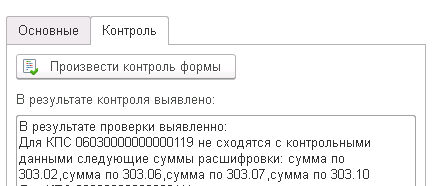 Основные
Контроль
Произвести контроль формы
В результате контроля выявлено:
В результате проверки выявленно:
Для КПС 06030000000000119 не сходятся с контрольными
данными следующие суммы расшифровки: сумма по
303.02,сумма по 303.06,сумма по 303.07,сумма по 303.10